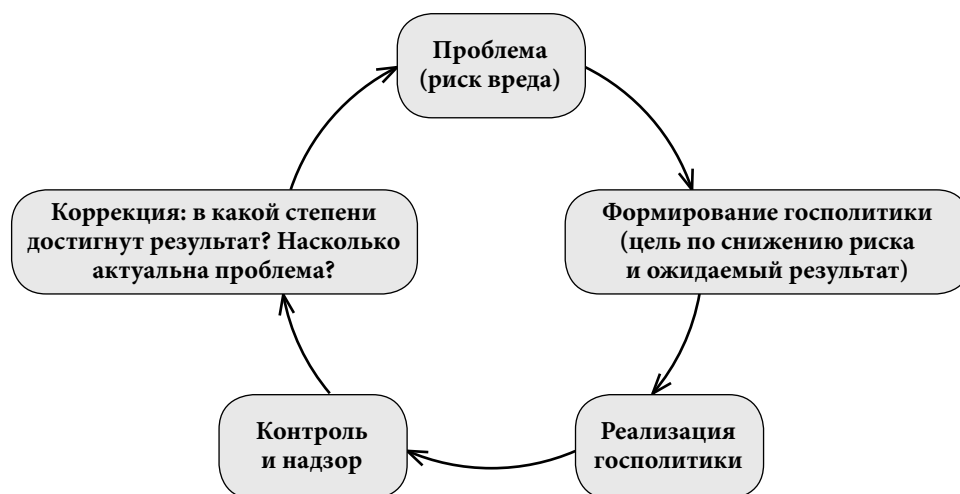 Проблема
(риск вреда)
Формирование госполитики
(цель по снижению риска
и ожидаемый результат)
Реализация
госполитики
Контроль
и надзор
Коррекция: в какой степени
достигнут результат? Насколько
актуальна проблема?